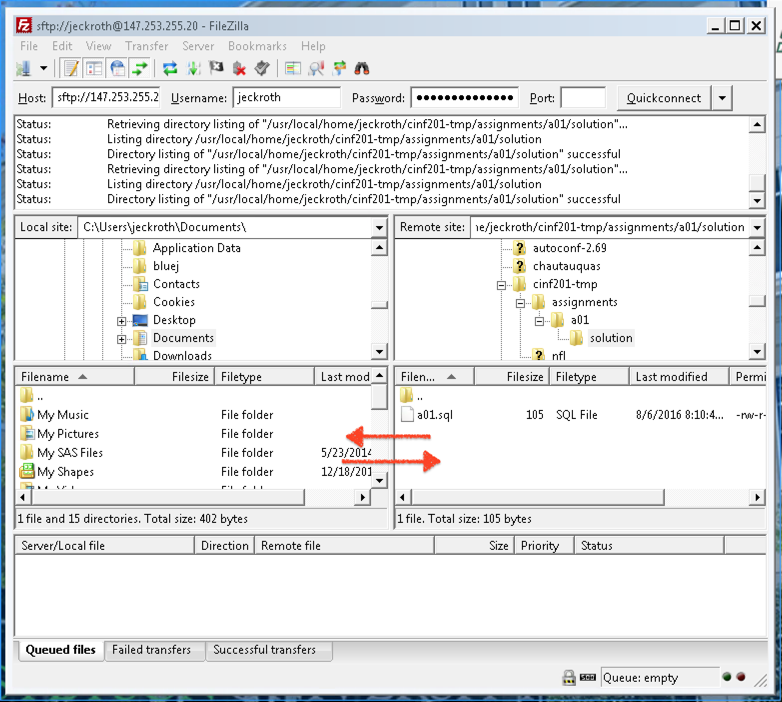 sftp://jeckroth@147.253.255.20 - FileZilla
File Edit View Transfer Server Bookmarks Help
Host: sftp://147.253.255.2 Username: jeckroth Password: ●●●●●●●●●●●●●● Port: Quickconnect
Status: Retrieving directory listing of "/usr/local/home/jeckroth/cinf201-tmp/assignments/a01/solution"...
Status: Listing directory /usr/local/home/jeckroth/cinf201-tmp/assignments/a01/solution
Status: Directory listing of "/usr/local/home/jeckroth/cinf201-tmp/assignments/a01/solution" successful
Status: Retrieving directory listing of "/usr/local/home/jeckroth/cinf201-tmp/assignments/a01/solution"...
Status: Listing directory /usr/local/home/jeckroth/cinf201-tmp/assignments/a01/solution
Status: Directory listing of "/usr/local/home/jeckroth/cinf201-tmp/assignments/a01/solution" successful
Local site: C:\Users\jeckroth\Documents\
Application Data
bluej
Contacts
Cookies
Desktop
Documents
Downloads
Remote site: ne/jeckroth/cinf201-tmp/assignments/a01/solution
autoconf-2.69
chautauquas
cinf201-tmp
assignments
a01
solution
nfl
Filename Filesize Filetype Last mod
..
My Music File folder
My Pictures File folder
My SAS Files File folder 5/23/2014
My Shapes File folder 12/18/201
1 file and 15 directories. Total size: 402 bytes
Filen... Filesize Filetype Last modified Permi
..
a01.sql 105 SQL File 8/6/2016 8:10:4... -rw-r-
1 file. Total size: 105 bytes
Server/Local file Direction Remote file Size Priority Status
Queued files Failed transfers Successful transfers
Queue: empty